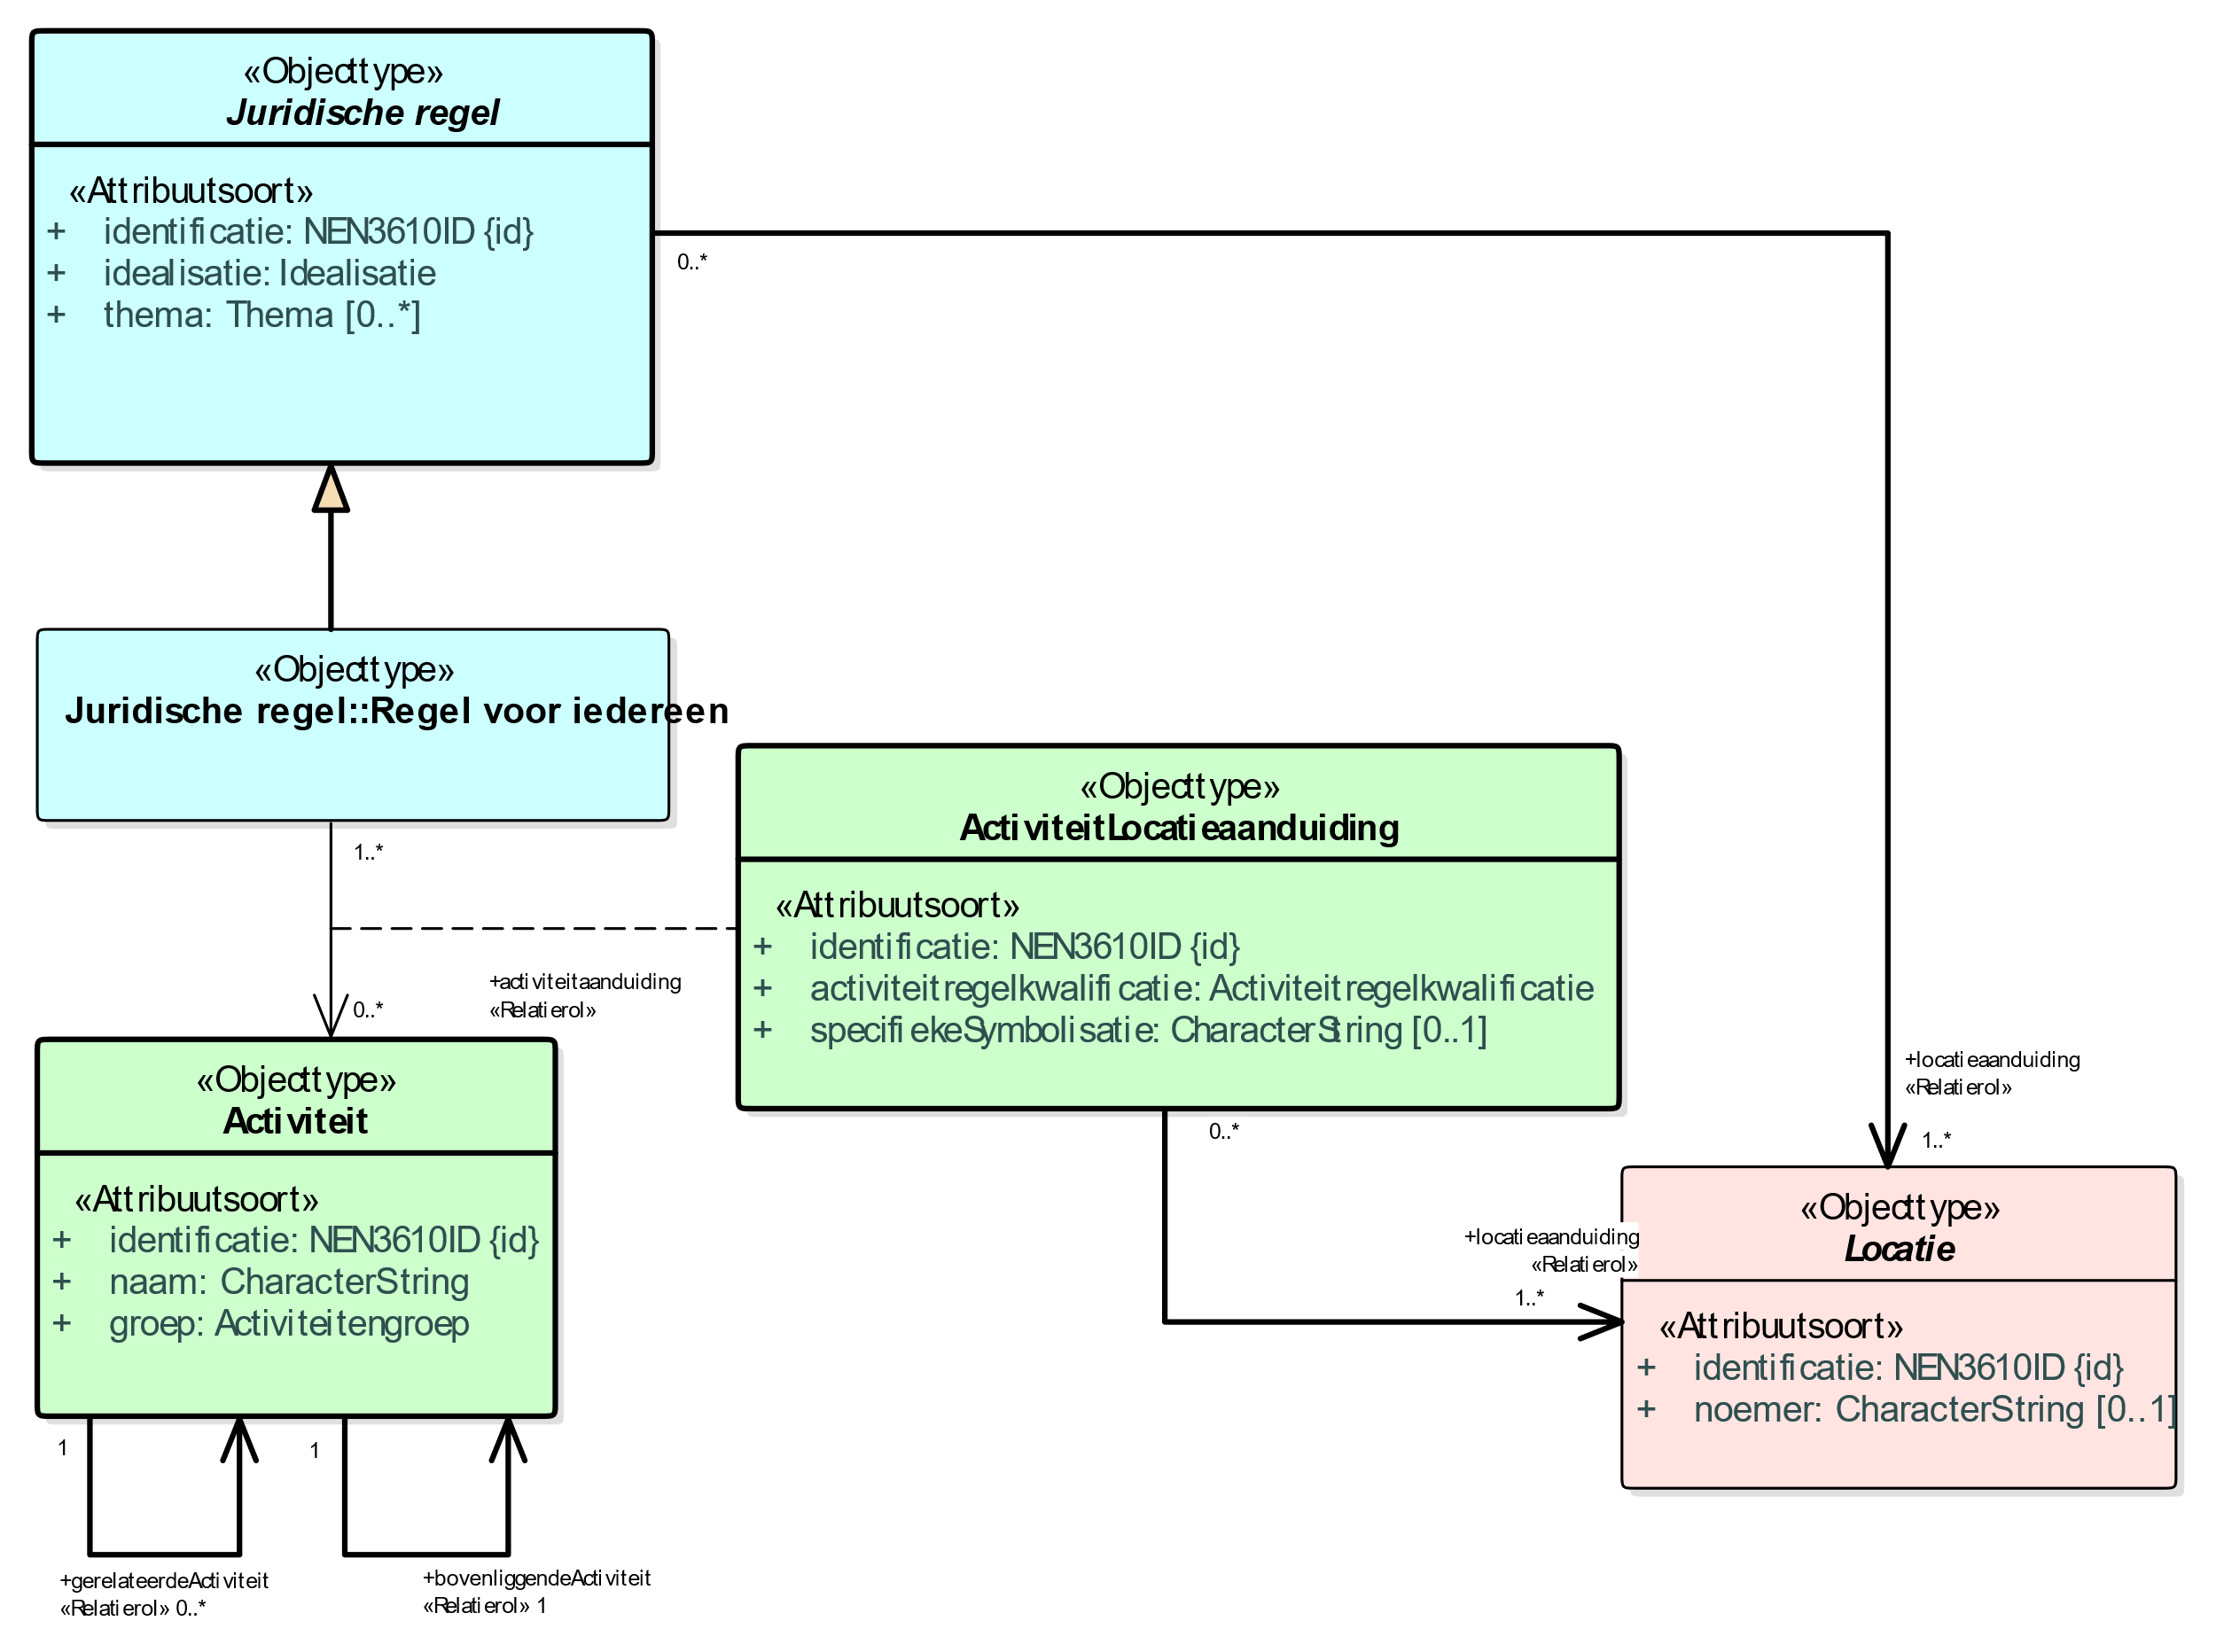 «Objecttype»
Juridische regel
«Attribuutsoort»
+ identificatie: NEN3610ID {id}
+ idealisatie: Idealisatie
+ thema: Thema [0..*]
0..*
«Objecttype»
Juridische regel::Regel voor iedereen
1..*
«Objecttype»
ActiviteitLocatieaanduiding
«Attribuutsoort»
+ identificatie: NEN3610ID {id}
+ activiteitregelkwalificatie: Activiteitregelkwalificatie
+ specifiekeSymbolisatie: CharacterString [0..1]
+activiteitaanduiding
«Relatierol»
0..*
«Objecttype»
Activiteit
«Attribuutsoort»
+ identificatie: NEN3610ID {id}
+ naam: CharacterString
+ groep: Activiteitengroep
0..*
+locatieaanduiding
«Relatierol»
1..*
+locatieaanduiding
«Relatierol»
1..*
«Objecttype»
Locatie
«Attribuutsoort»
+ identificatie: NEN3610ID {id}
+ noemer: CharacterString [0..1]
1
1
+gerelateerdeActiviteit
«Relatierol» 0..*
+bovenliggendeActiviteit
«Relatierol» 1